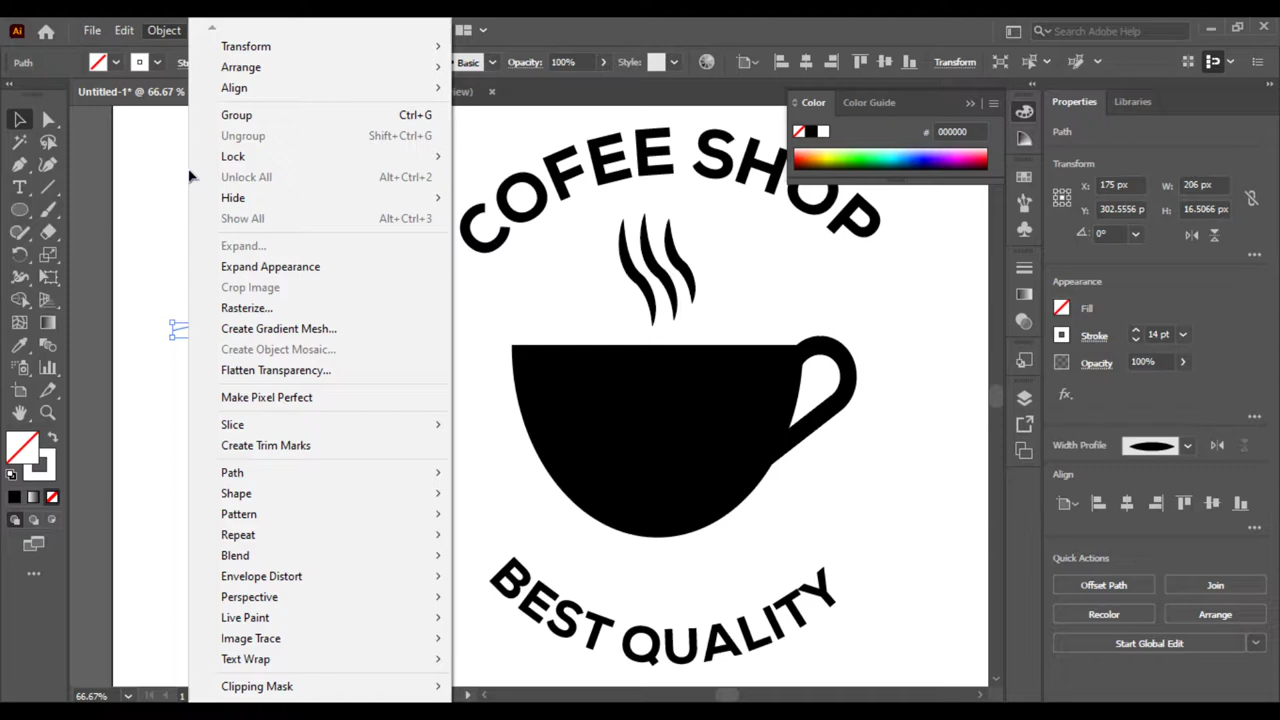 Ai File Edit Object Search Adobe Help
Path Basic Opacity: 100% Style: Transform
Untitled-1* @ 66.67 % view)
Transform
Arrange
Align
Group Ctrl+G
Ungroup Shift+Ctrl+G
Lock
Unlock All Alt+Ctrl+2
Hide
Show All Alt+Ctrl+3
Expand...
Expand Appearance
Crop Image
Rasterize...
Create Gradient Mesh...
Create Object Mosaic...
Flatten Transparency...
Make Pixel Perfect
Slice
Create Trim Marks
Path
Shape
Pattern
Repeat
Blend
Envelope Distort
Perspective
Live Paint
Image Trace
Text Wrap
Clipping Mask
COFEE SHOP
BEST QUALITY
Color Color Guide
# 000000
Properties Libraries
Path
Transform
X: 175 px W: 206 px
Y: 302.5556 p H: 16.5066 px
0°
Appearance
Fill
Stroke 14 pt
Opacity 100%
fx.
Width Profile
Align
Quick Actions
Offset Path Join
Recolor Arrange
Start Global Edit
66.67% 1